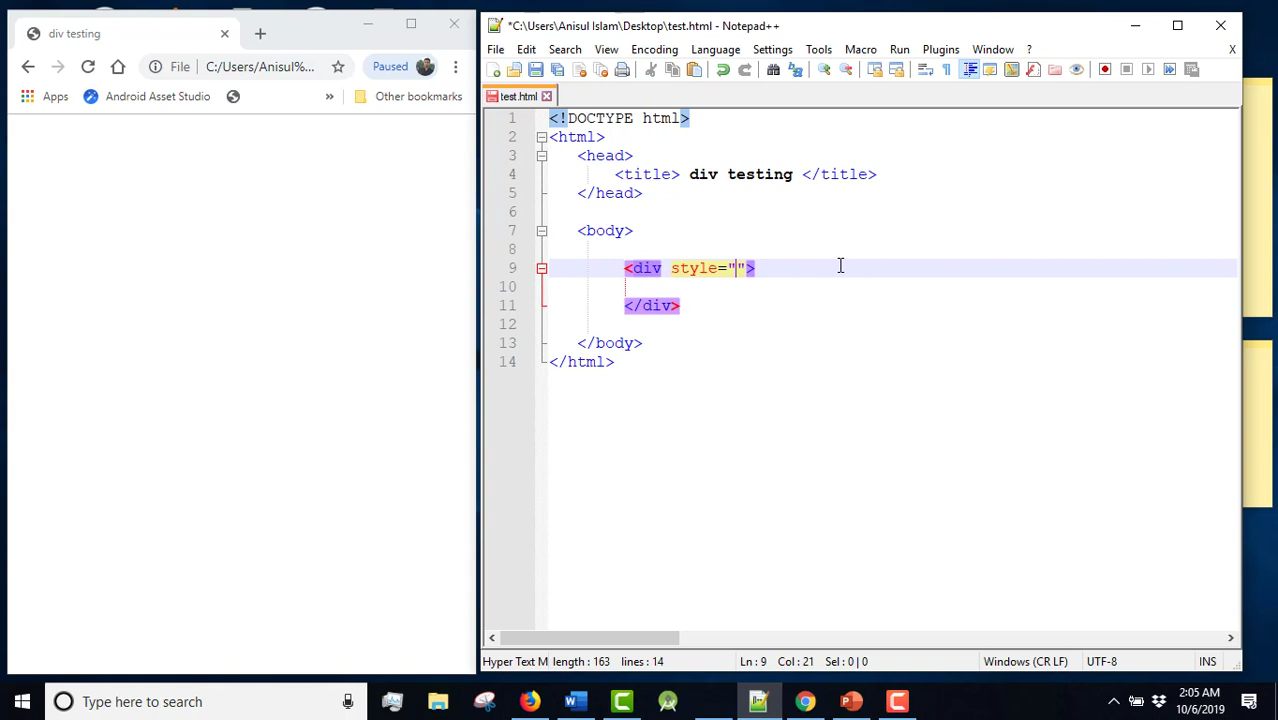 div testing
File C:/Users/Anisul%... Paused
Apps Android Asset Studio » Other bookmarks
*C:\Users\Anisul Islam\Desktop\test.html - Notepad++
File Edit Search View Encoding Language Settings Tools Macro Run Plugins Window ? X
test.html
1 <!DOCTYPE html>
2 <html>
3 <head>
4 <title> div testing </title>
5 </head>
6
7 <body>
8
9 <div style="">
10
11 </div>
12
13 </body>
14 </html>
Hyper Text M length : 163 lines : 14 Ln : 9 Col : 21 Sel : 0 | 0 Windows (CR LF) UTF-8 INS
Type here to search
2:05 AM
10/6/2019